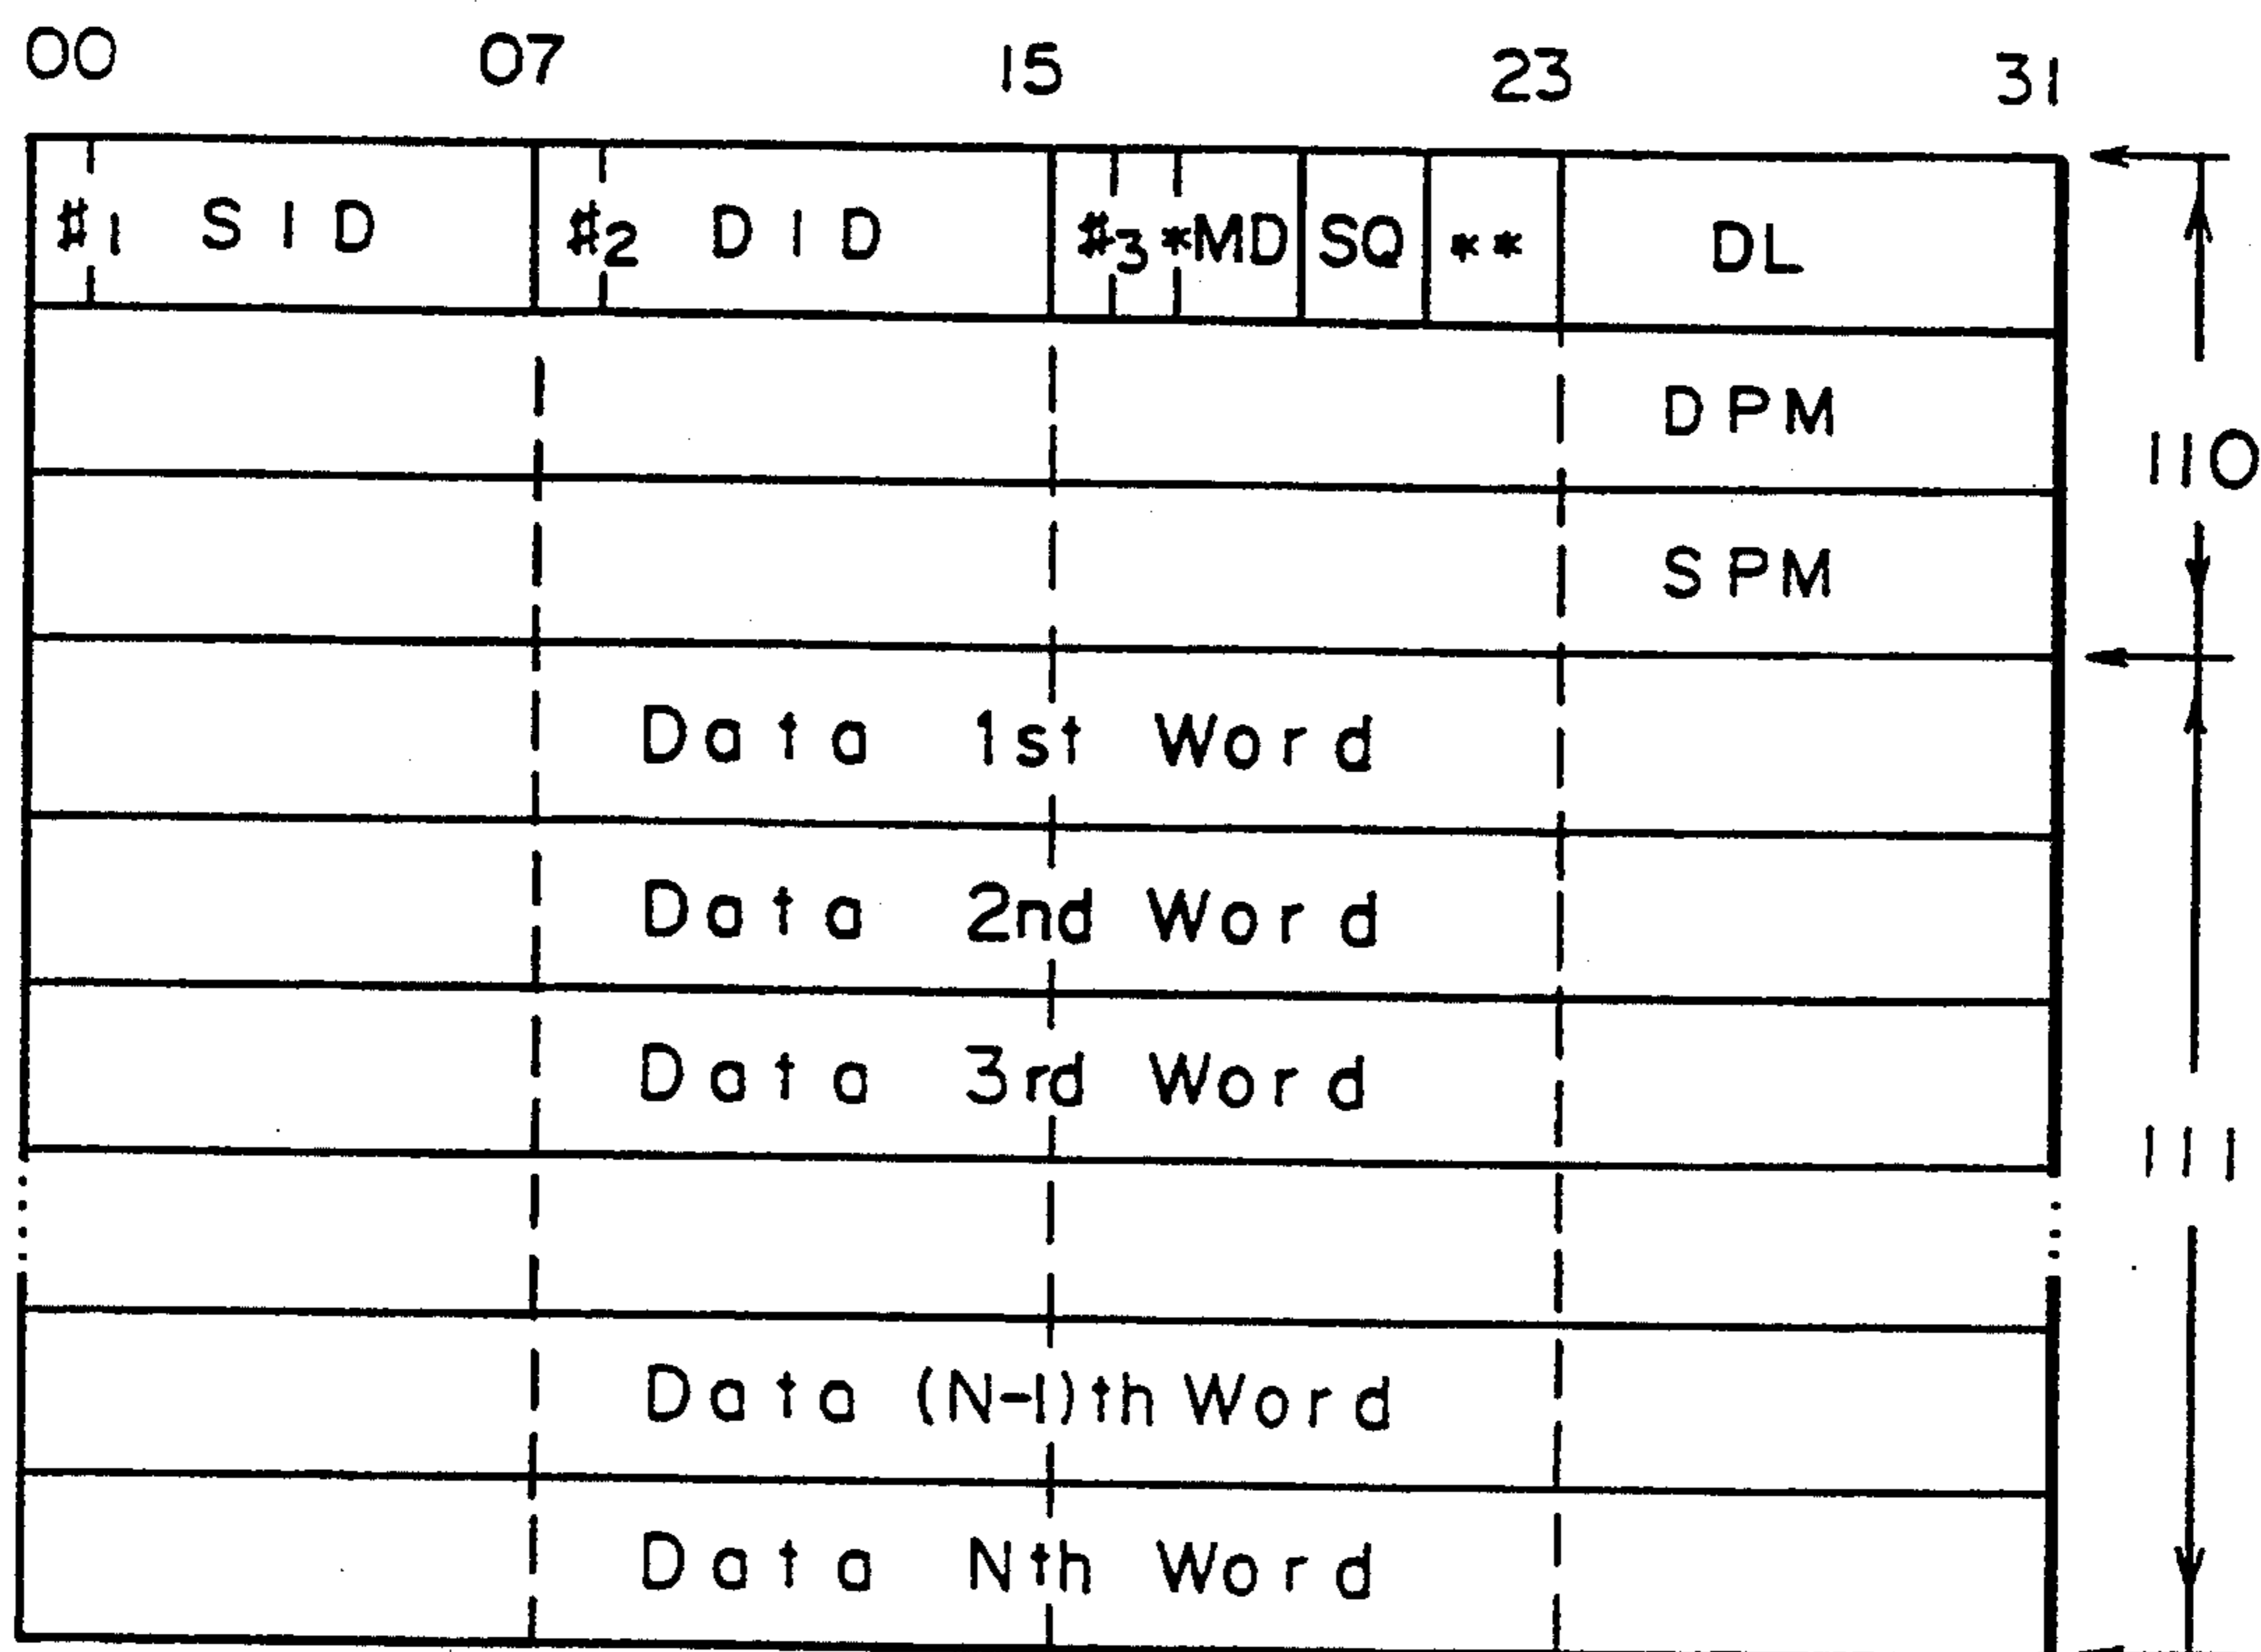 00 07 15 23 31
#1 SID #2 DID #3 * MD SQ ** DL
DPM
110
SPM
Data 1st Word
Data 2nd Word
Data 3rd Word
111
Data (N-1)th Word
Data Nth Word